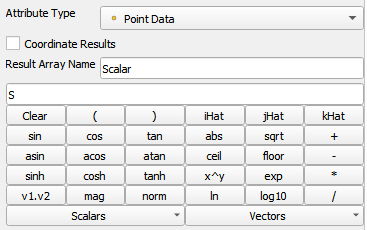 Attribute Type Point Data
Coordinate Results
Result Array Name Scalar
S
Clear ( ) iHat jHat kHat
sin cos tan abs sqrt +
asin acos atan ceil floor -
sinh cosh tanh x^y exp *
v1.v2 mag norm ln log10 /
Scalars Vectors